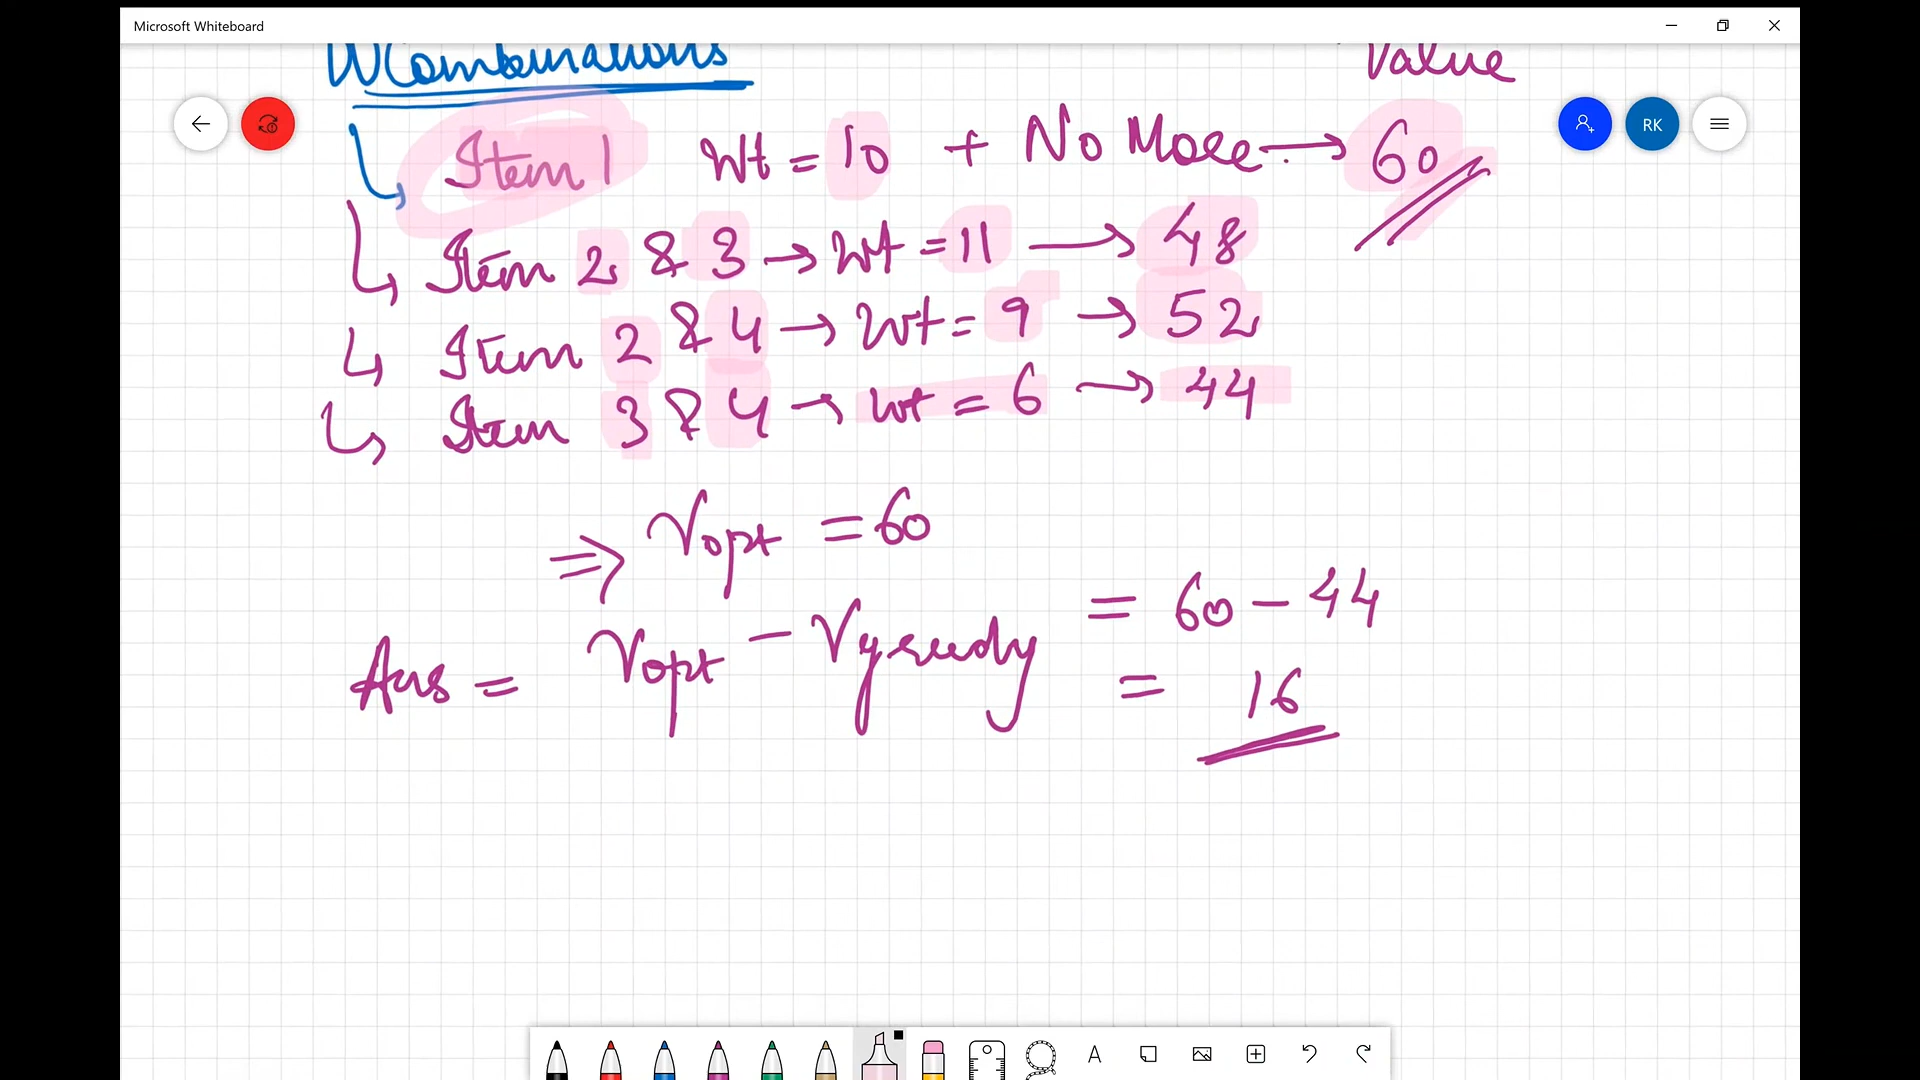 Microsoft Whiteboard
Combinations
Value
Item 1 Wt = 10 + No More → 60
RK
Item 2 & 3 → Wt = 11 → 48
Item 2 & 4 → Wt = 9 → 52
Item 3 & 4 → Wt = 6 → 44
⇒ Vopt = 60
Ans = Vopt - Vgreedy = 60 - 44
= 16
A